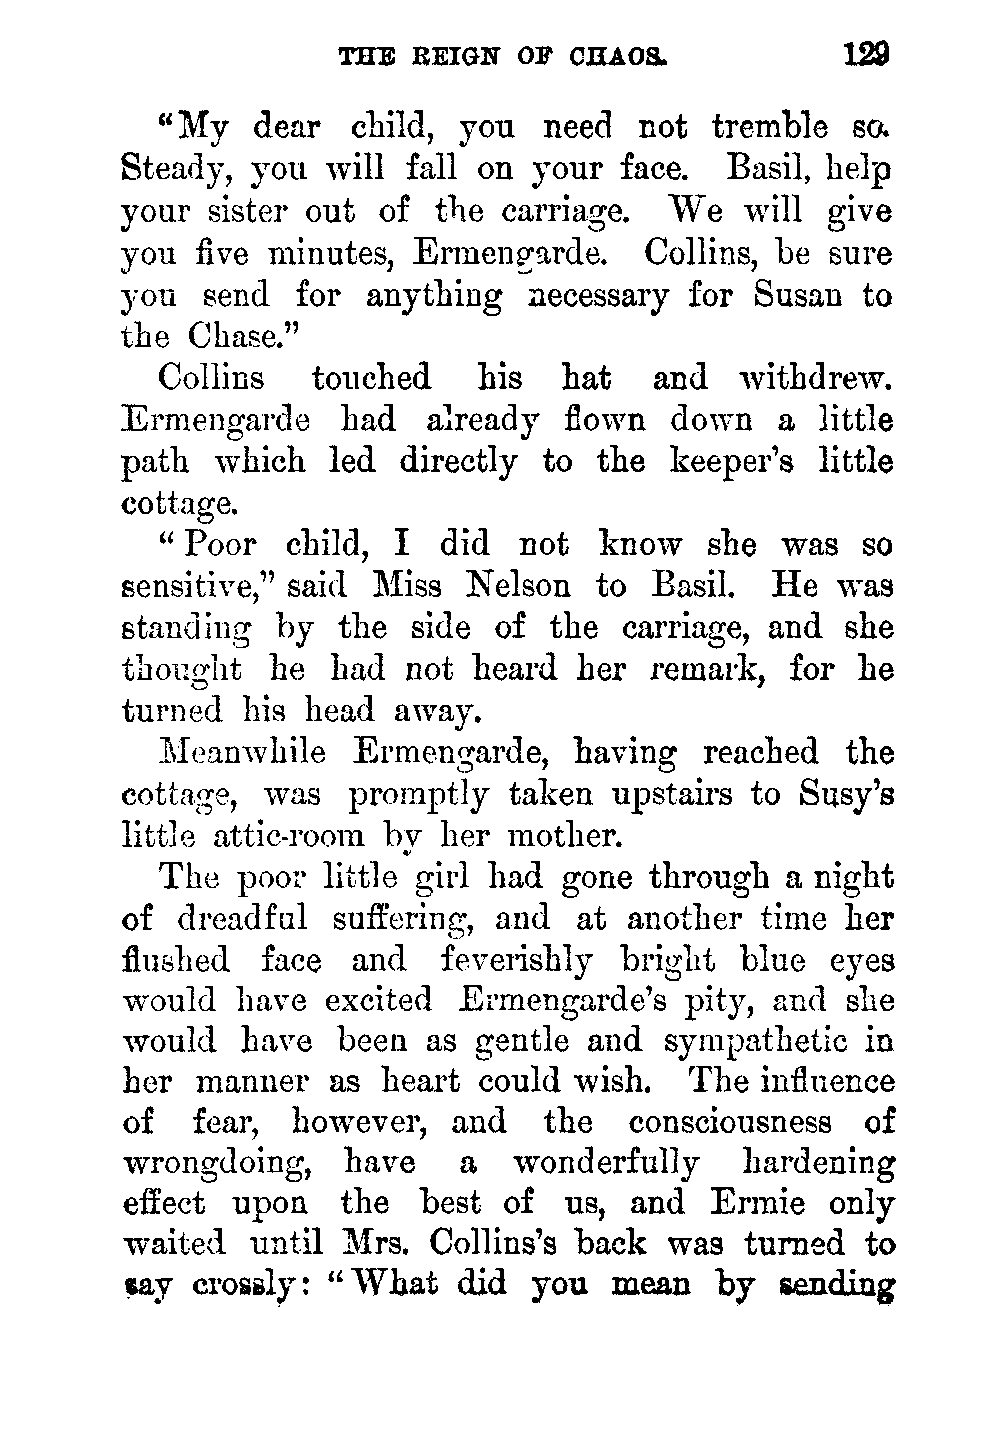 THE REIGN OF CHAOS. 129
"My dear child, you need not tremble so.
Steady, you will fall on your face. Basil, help
your sister out of the carriage. We will give
you five minutes, Ermengarde. Collins, be sure
you send for anything necessary for Susan to
the Chase."
Collins touched his hat and withdrew.
Ermengarde had already flown down a little
path which led directly to the keeper's little
cottage.
"Poor child, I did not know she was so
sensitive," said Miss Nelson to Basil. He was
standing by the side of the carriage, and she
thought he had not heard her remark, for he
turned his head away.
Meanwhile Ermengarde, having reached the
cottage, was promptly taken upstairs to Susy's
little attic-room by her mother.
The poor little girl had gone through a night
of dreadful suffering, and at another time her
flushed face and feverishly bright blue eyes
would have excited Ermengarde's pity, and she
would have been as gentle and sympathetic in
her manner as heart could wish. The influence
of fear, however, and the consciousness of
wrongdoing, have a wonderfully hardening
effect upon the best of us, and Ermie only
waited until Mrs. Collins's back was turned to
say crossly: "What did you mean by sending